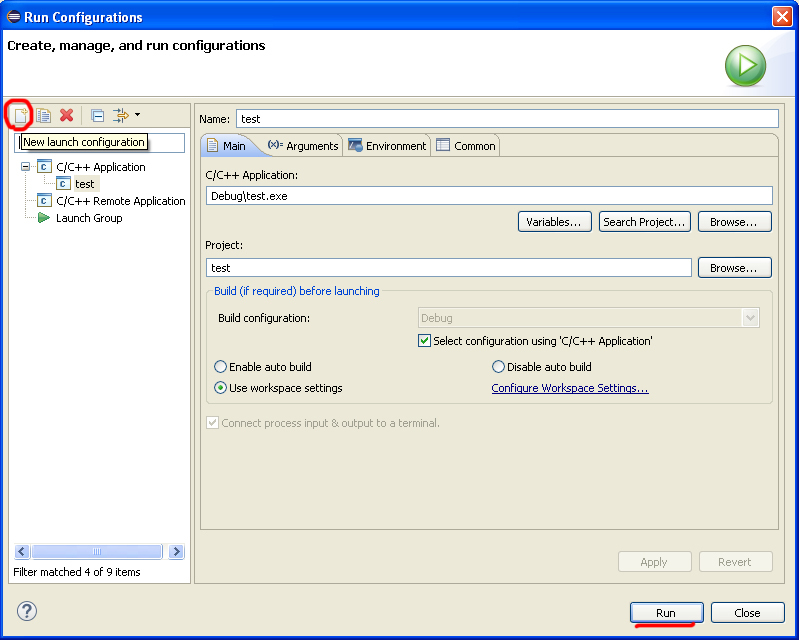 Run Configurations
Create, manage, and run configurations
New launch configuration
C/C++ Application
test
C/C++ Remote Application
Launch Group
Filter matched 4 of 9 items
Name: test
Main (x)= Arguments Environment Common
C/C++ Application:
Debug\test.exe
Variables... Search Project... Browse...
Project:
test Browse...
Build (if required) before launching
Build configuration: Debug
Select configuration using 'C/C++ Application'
Enable auto build Disable auto build
Use workspace settings Configure Workspace Settings...
Connect process input & output to a terminal.
Apply Revert
? Run Close